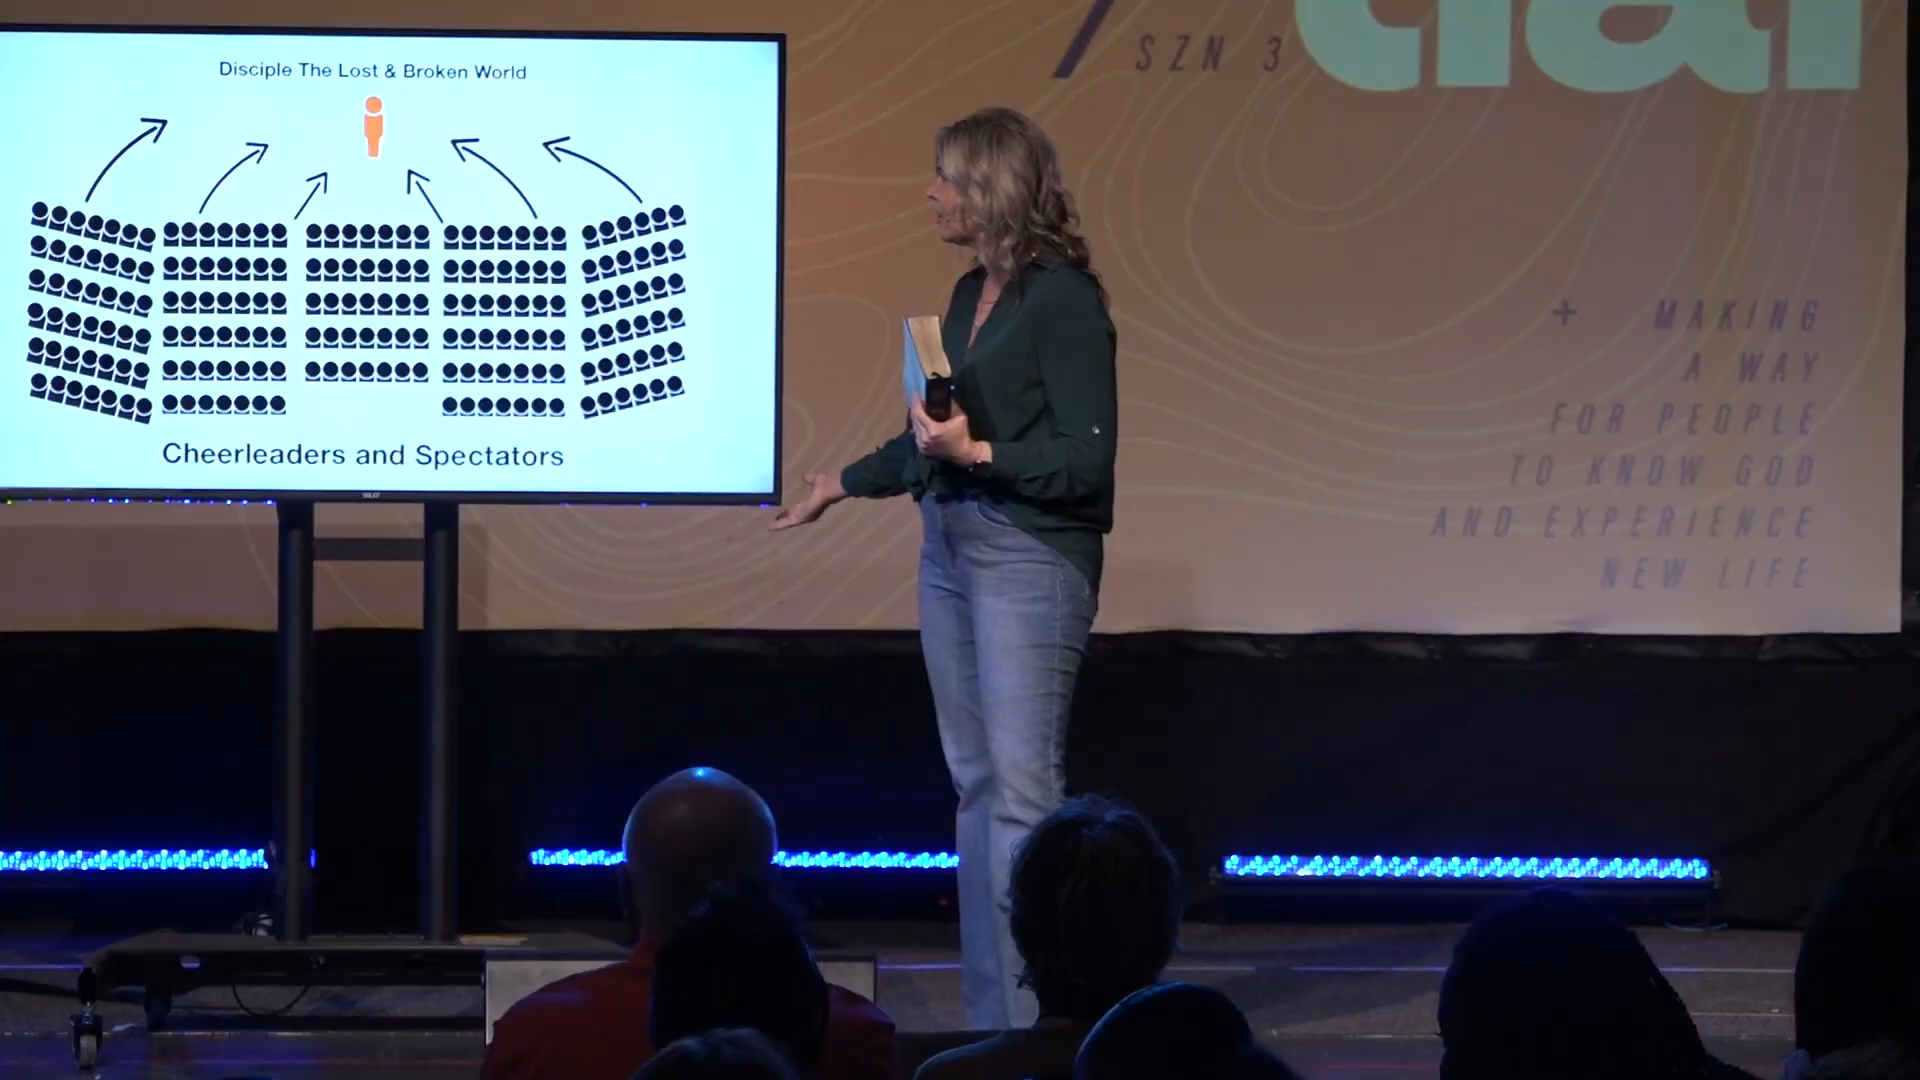 Disciple The Lost & Broken World
Cheerleaders and Spectators
SZN 3
+ MAKING
A WAY
FOR PEOPLE
TO KNOW GOD
AND EXPERIENCE
NEW LIFE